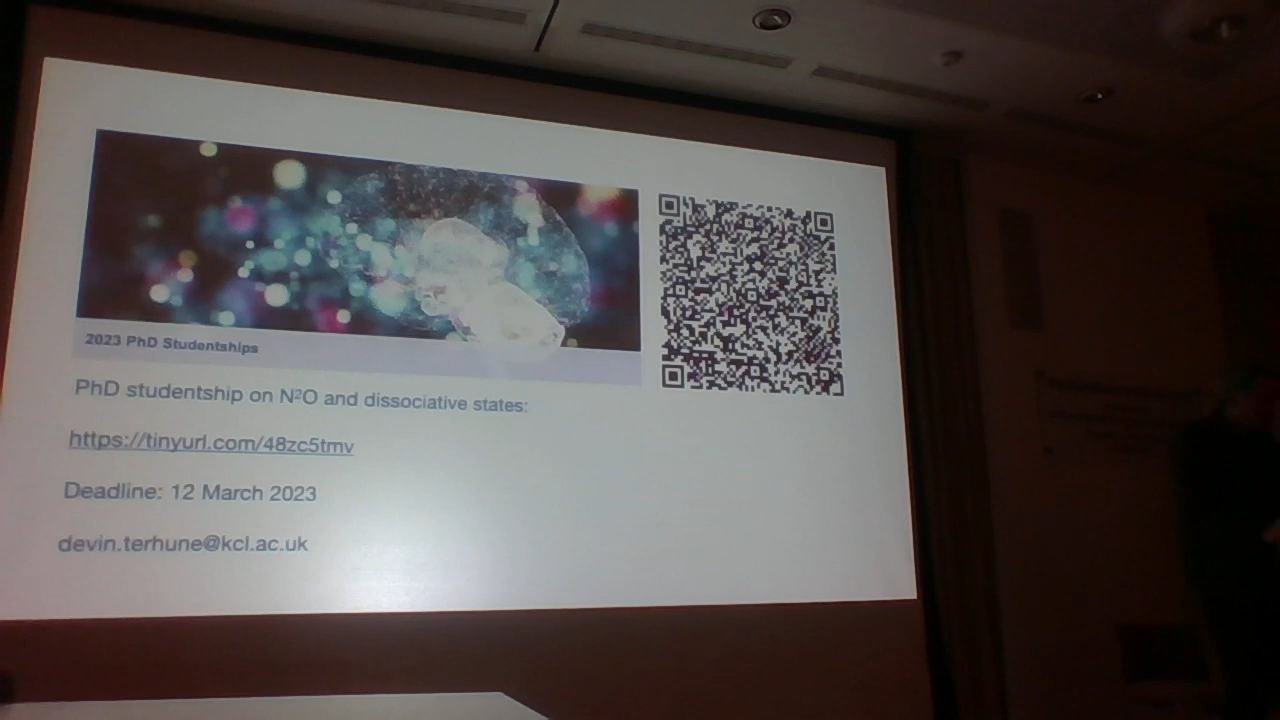 2023 PhD Studentships
PhD studentship on N²O and dissociative states:
https://tinyurl.com/48zc5tmv
Deadline: 12 March 2023
devin.terhune@kcl.ac.uk